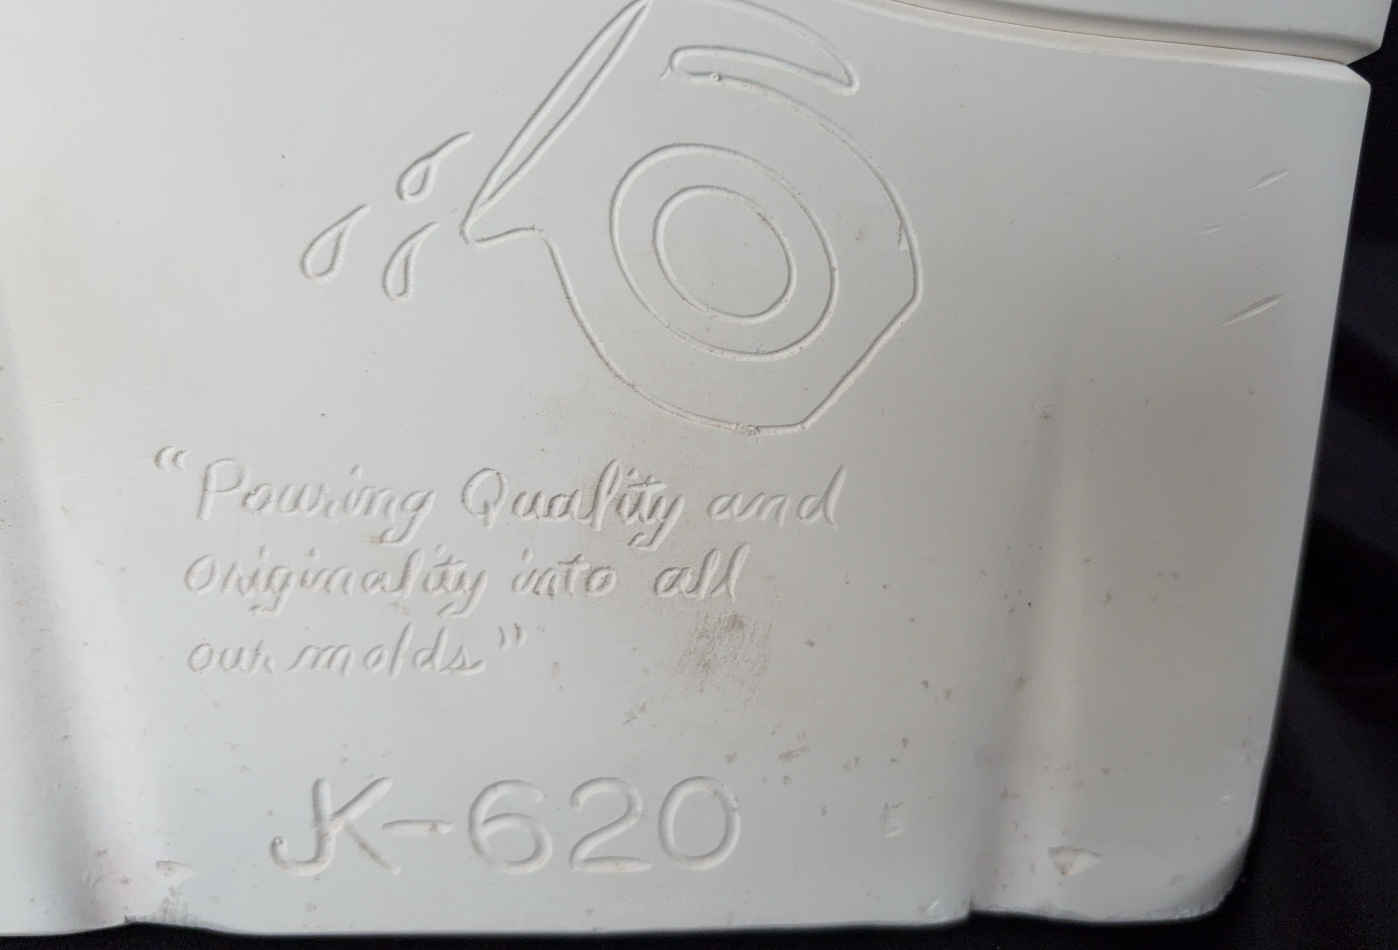 “Pouring Quality and
originality into all
our molds”
JK-620